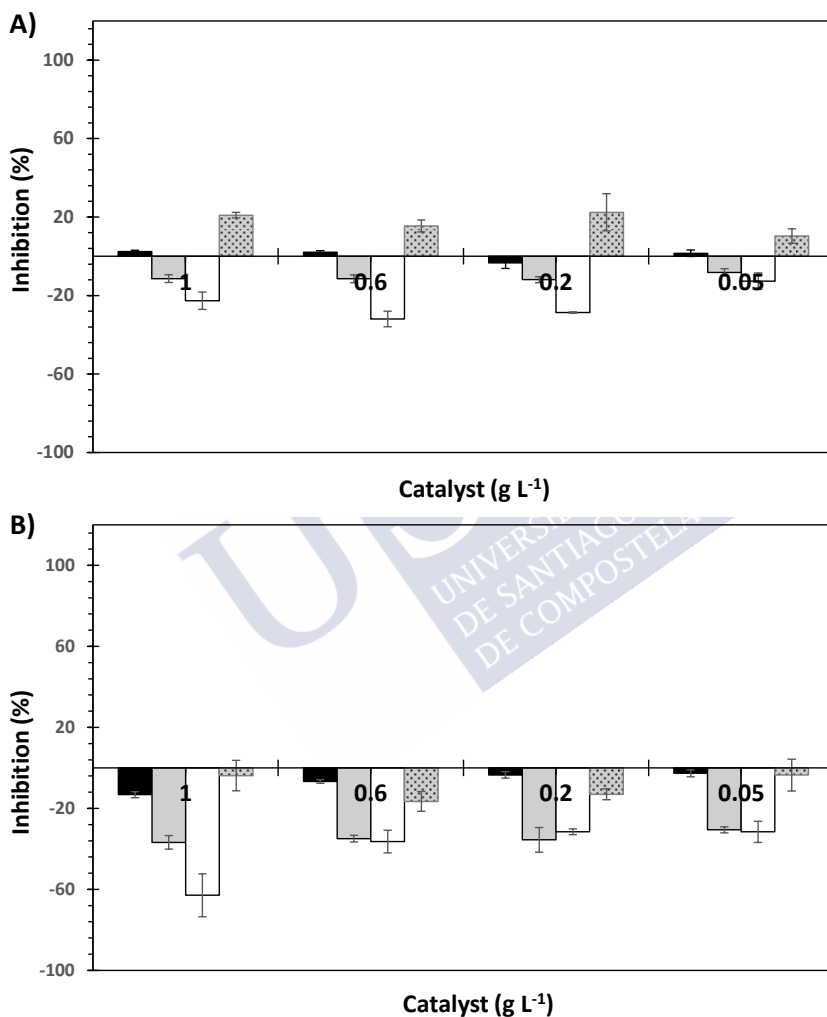 A)
Inhibition (%)
100
60
20
-20
-60
-100
1 0.6 0.2 0.05
Catalyst (g L⁻¹)
B)
Inhibition (%)
100
60
20
-20
-60
-100
UNIVERSI
DE SANTIAGO
DE COMPOSTELA
1 0.6 0.2 0.05
Catalyst (g L⁻¹)